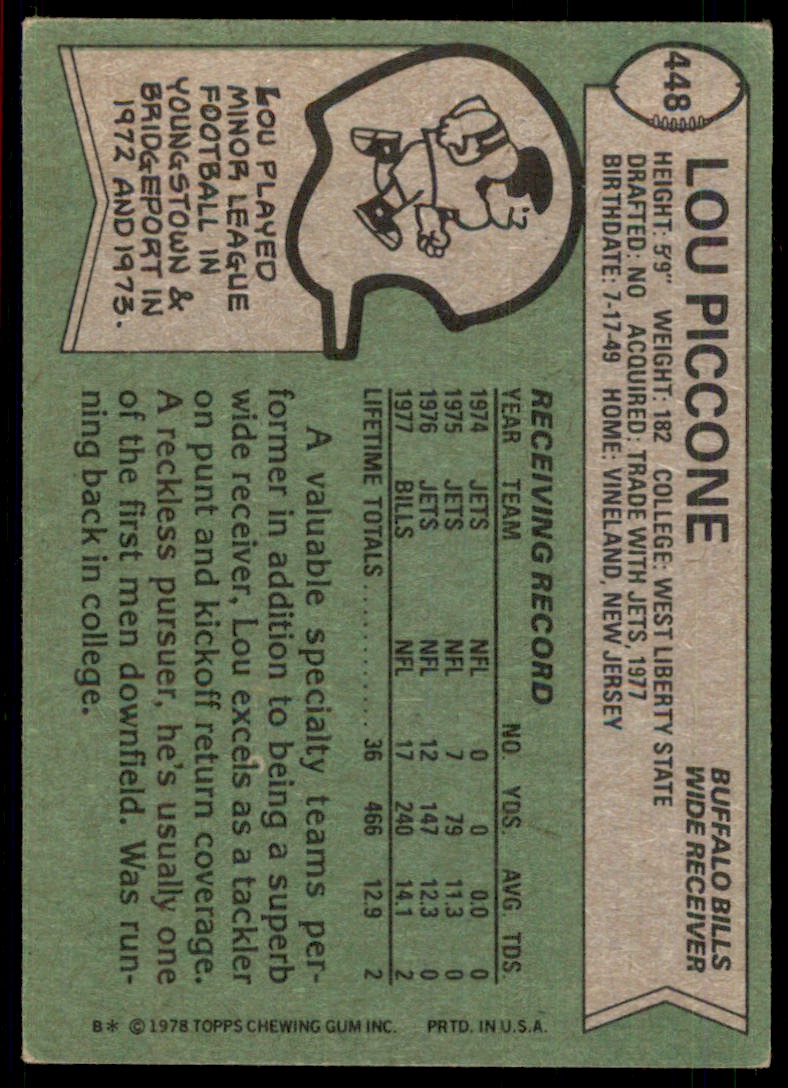 448
LOU PICCONE
BUFFALO BILLS
WIDE RECEIVER
HEIGHT: 5'9" WEIGHT: 182 COLLEGE: WEST LIBERTY STATE
DRAFTED: NO ACQUIRED: TRADE WITH JETS, 1977
BIRTHDATE: 7-17-49 HOME: VINELAND, NEW JERSEY
LOU PLAYED
MINOR LEAGUE
FOOTBALL IN
YOUNGSTOWN &
BRIDGEPORT IN
1972 AND 1973.
RECEIVING RECORD
YEAR TEAM NO. YDS. AVG. TDS.
1974 JETS NFL 0 0 0.0 0
1975 JETS NFL 7 79 11.3 0
1976 JETS NFL 12 147 12.3 0
1977 BILLS NFL 17 240 14.1 2
LIFETIME TOTALS ........... 36 466 12.9 2
A valuable specialty teams per-
former in addition to being a superb
wide receiver, Lou excels as a tackler
on punt and kickoff return coverage.
A reckless pursuer, he's usually one
of the first men downfield. Was run-
ning back in college.
B* © 1978 TOPPS CHEWING GUM INC. PRTD. IN U.S.A.